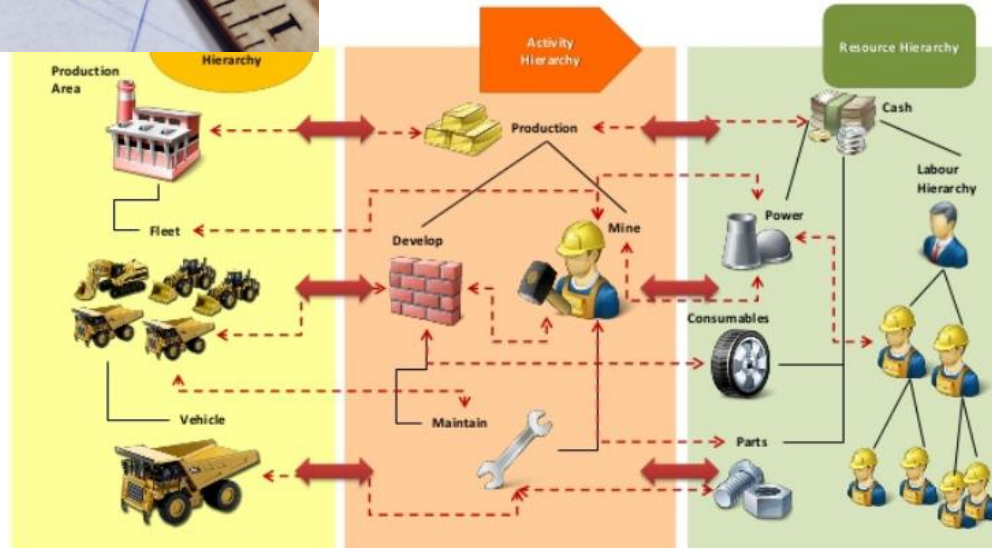 Hierarchy
Production
Area
Fleet
Vehicle
Activity
Hierarchy
Production
Develop
Mine
Maintain
Resource Hierarchy
Cash
Labour
Hierarchy
Power
Consumables
Parts